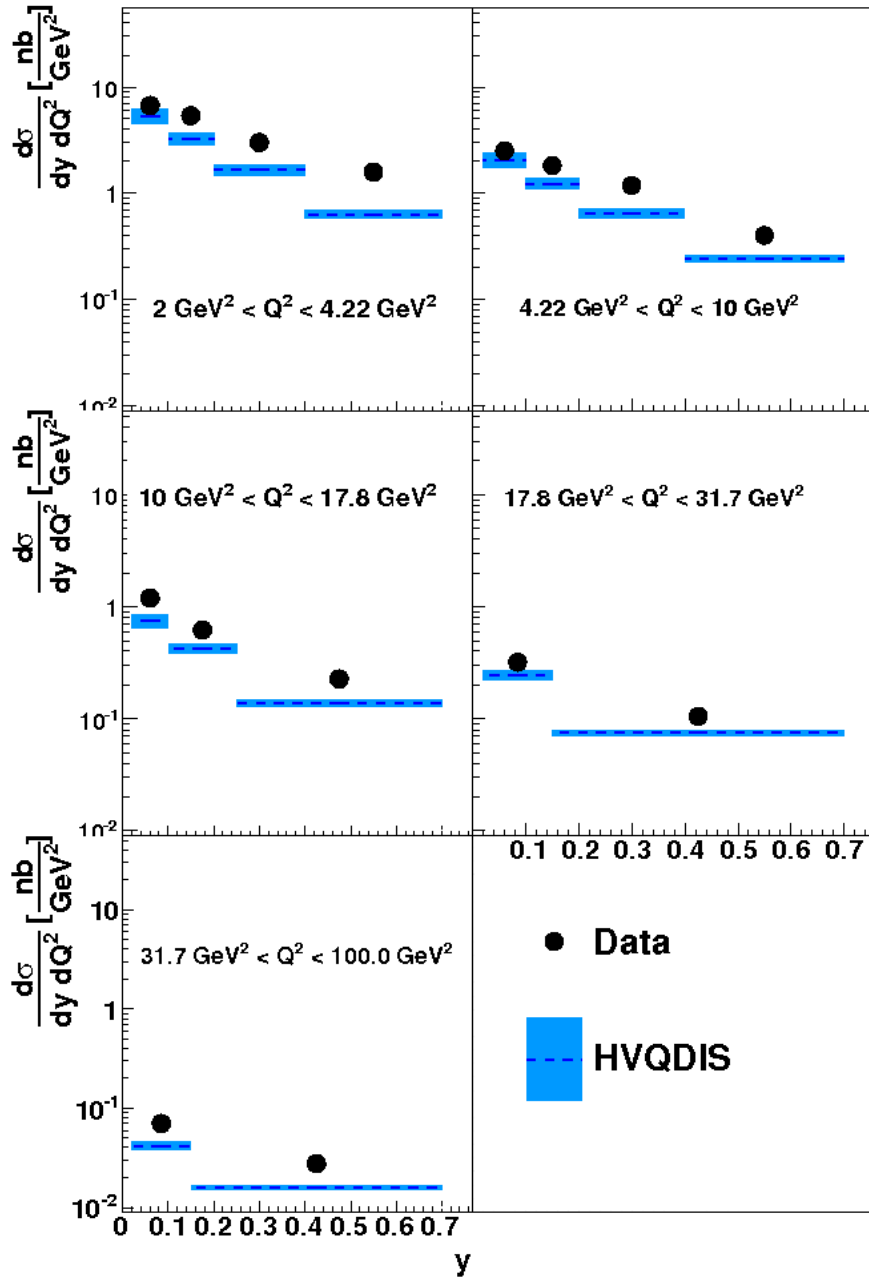 dσ/dy dQ² [nb/GeV²]
10
1
10⁻¹
10⁻²
2 GeV² < Q² < 4.22 GeV²
4.22 GeV² < Q² < 10 GeV²
dσ/dy dQ² [nb/GeV²]
10
1
10⁻¹
10⁻²
10 GeV² < Q² < 17.8 GeV²
17.8 GeV² < Q² < 31.7 GeV²
0.1 0.2 0.3 0.4 0.5 0.6 0.7
dσ/dy dQ² [nb/GeV²]
10
1
10⁻¹
10⁻²
31.7 GeV² < Q² < 100.0 GeV²
Data
HVQDIS
0 0.1 0.2 0.3 0.4 0.5 0.6 0.7
y